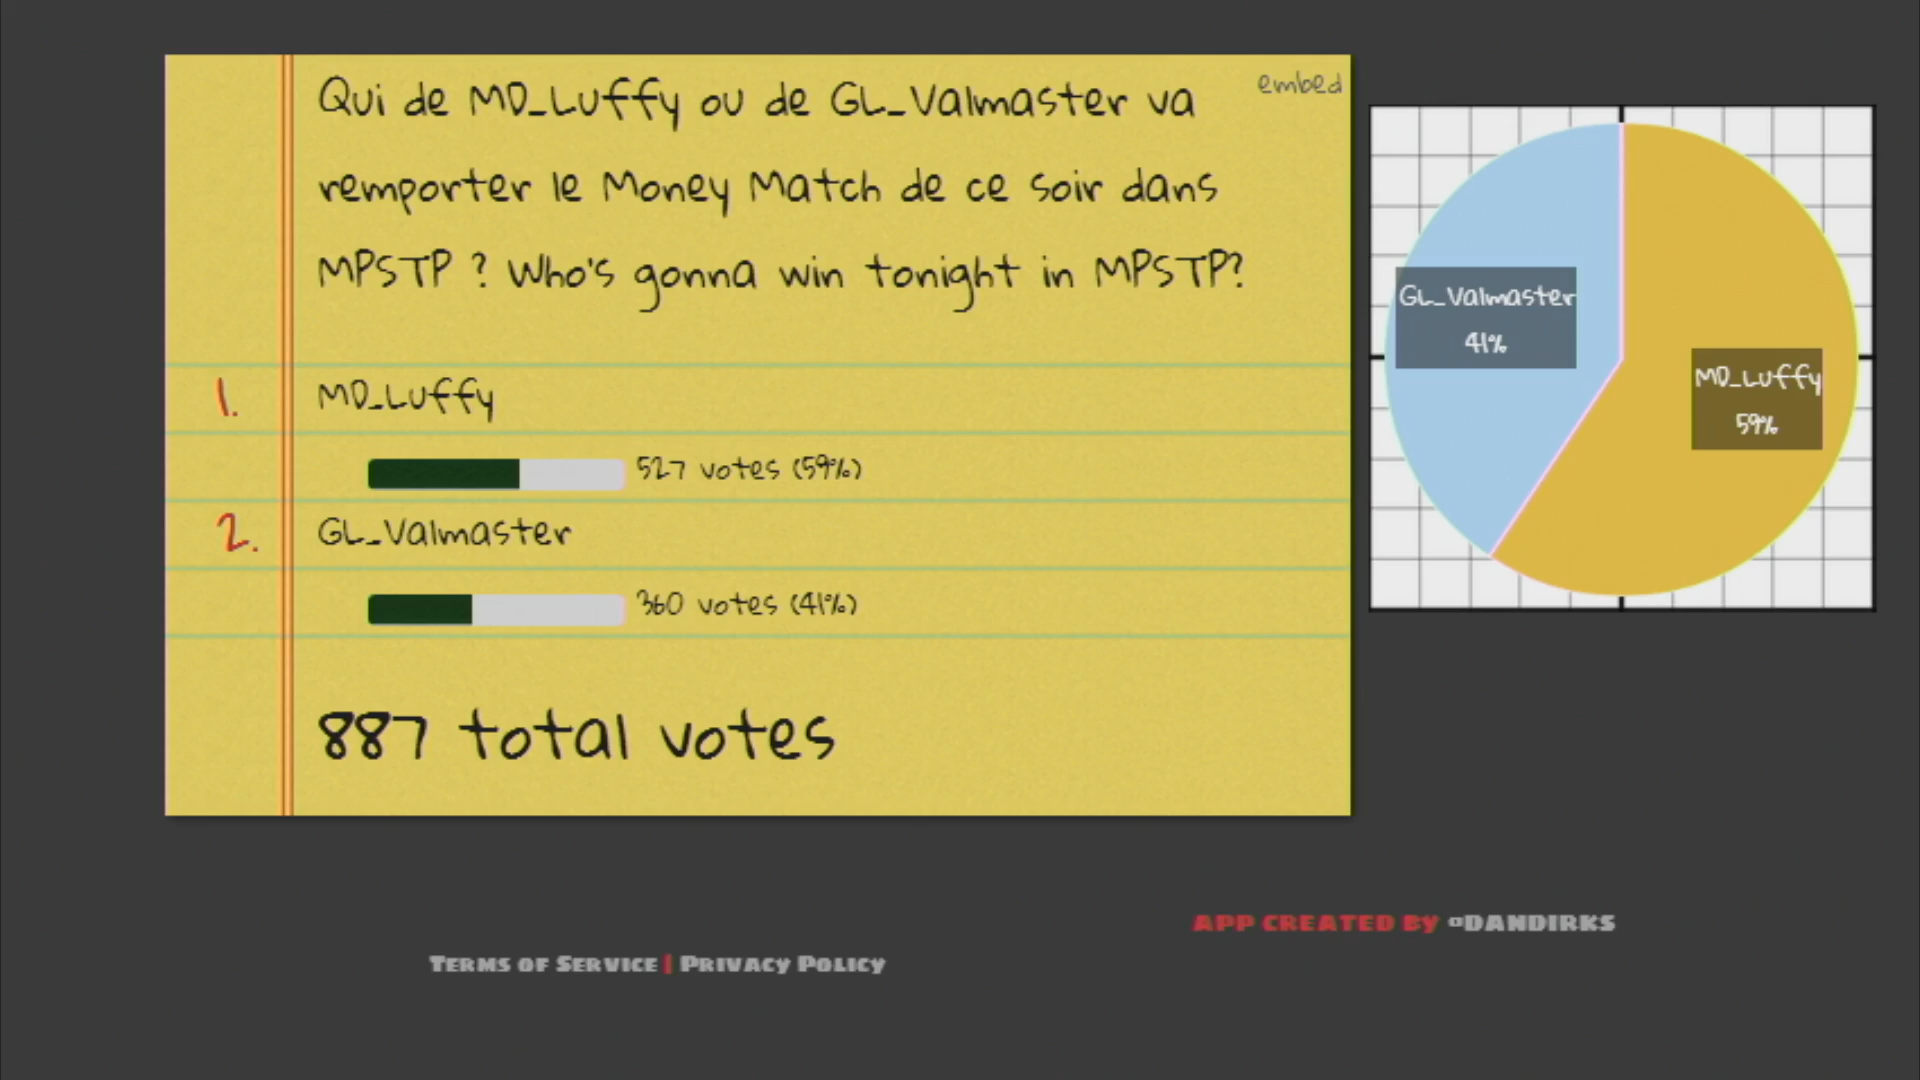 embed
Qui de MD_Luffy ou de GL_Valmaster va
remporter le Money Match de ce soir dans
MPSTP ? Who's gonna win tonight in MPSTP?
1. MD_Luffy
527 votes (59%)
2. GL_Valmaster
360 votes (41%)
887 total votes
GL_Valmaster
41%
MD_Luffy
59%
APP CREATED BY @DANDIRKS
TERMS OF SERVICE | PRIVACY POLICY